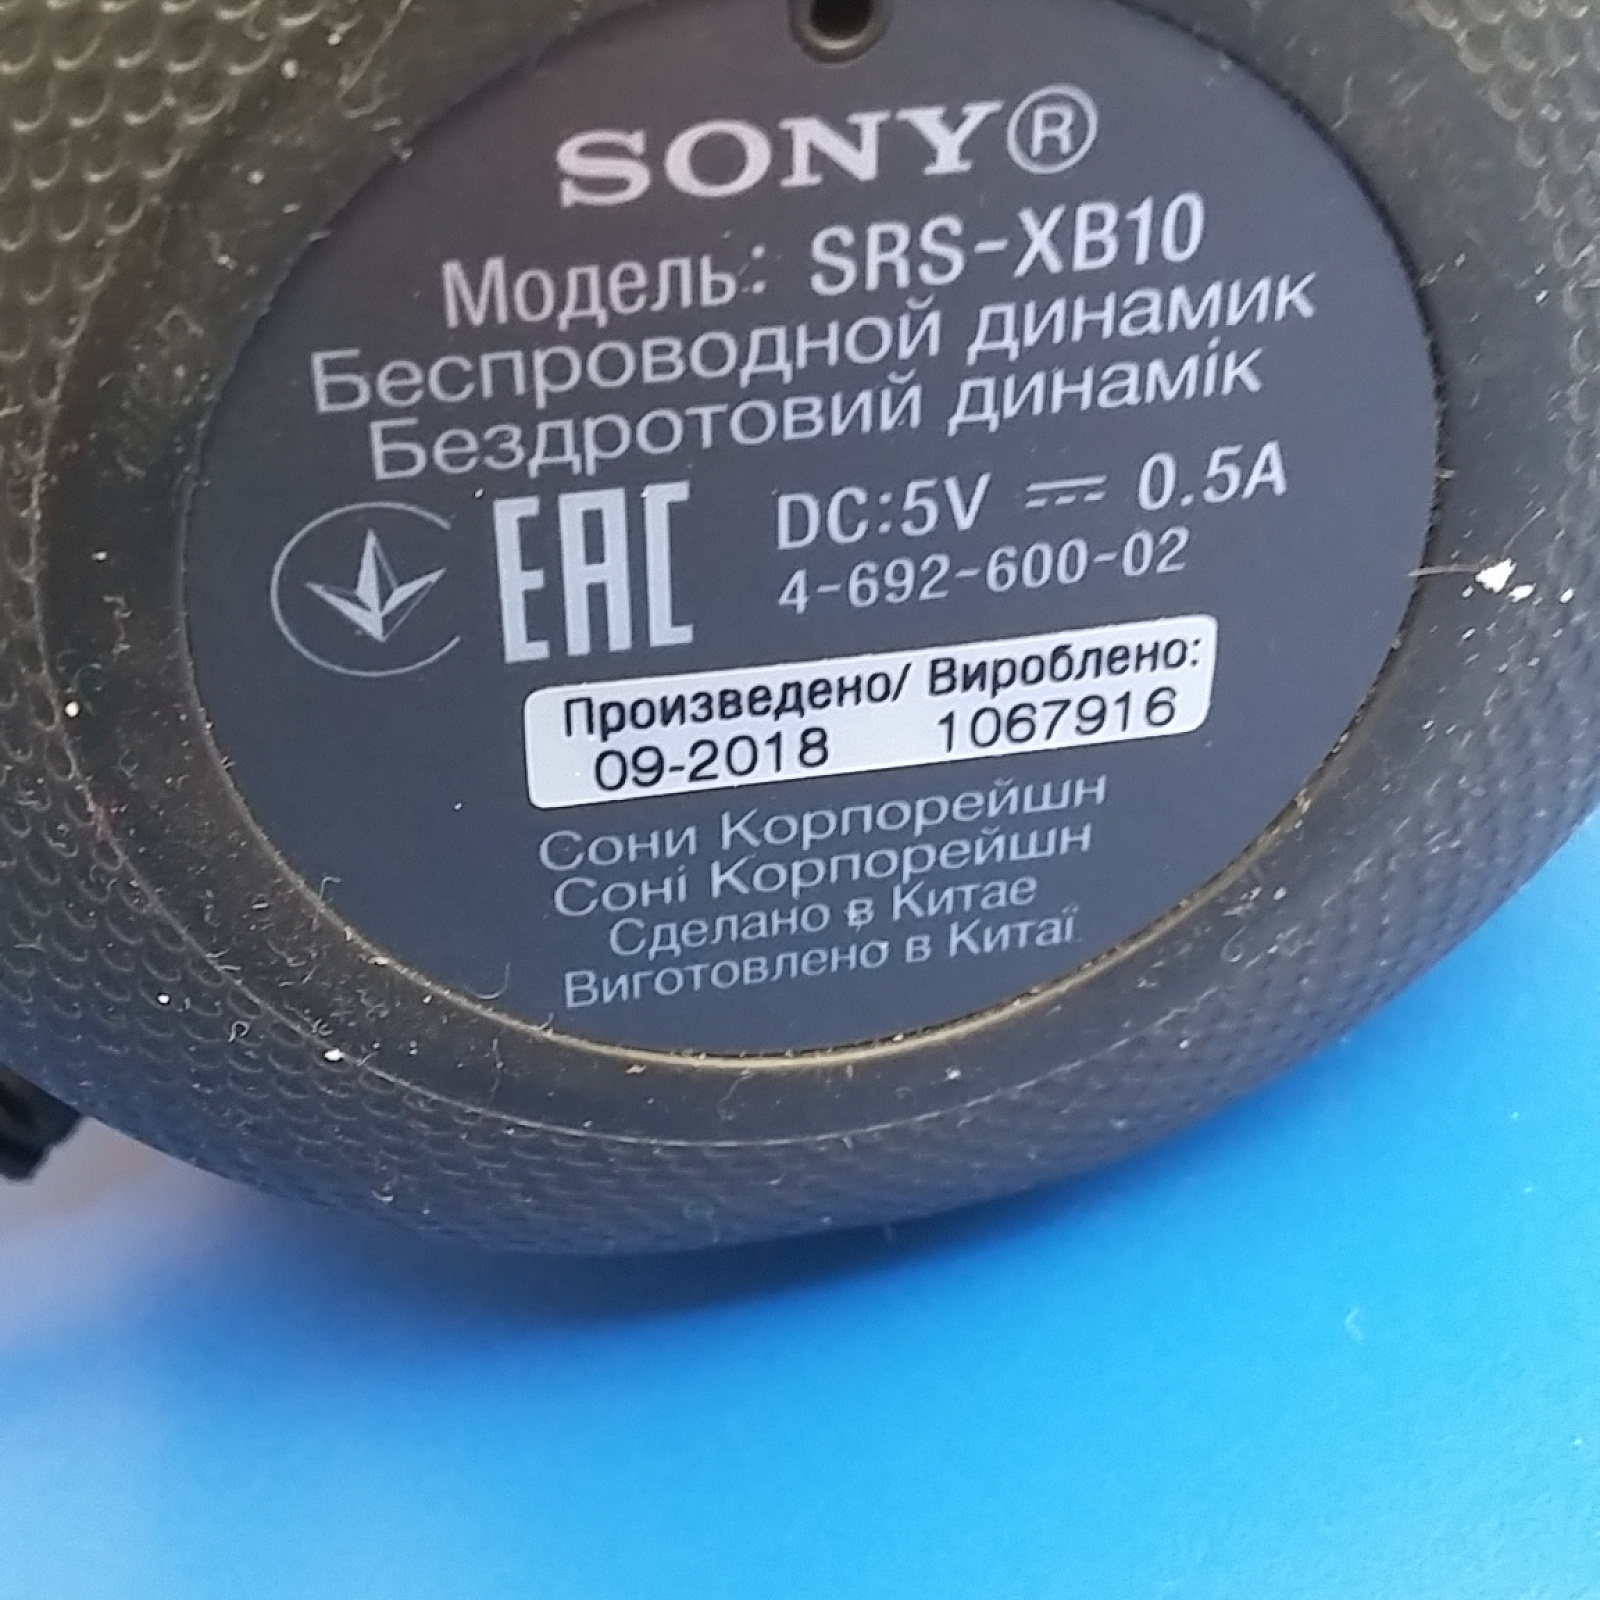 SONY®
Модель: SRS-XB10
Беспроводной динамик
Бездротовий динамік
EAC DC:5V ⎓ 0.5A
4-692-600-02
Произведено/ Вироблено:
09-2018 1067916
Сони Корпорейшн
Соні Корпорейшн
Сделано в Китае
Виготовлено в Китаї